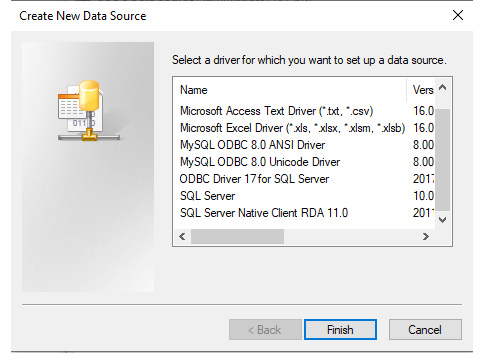 Create New Data Source
Select a driver for which you want to set up a data source.
Name Vers
Microsoft Access Text Driver (*.txt, *.csv) 16.0
Microsoft Excel Driver (*.xls, *.xlsx, *.xlsm, *.xlsb) 16.0
MySQL ODBC 8.0 ANSI Driver 8.00
MySQL ODBC 8.0 Unicode Driver 8.00
ODBC Driver 17 for SQL Server 2017
SQL Server 10.0
SQL Server Native Client RDA 11.0 201
< Back Finish Cancel